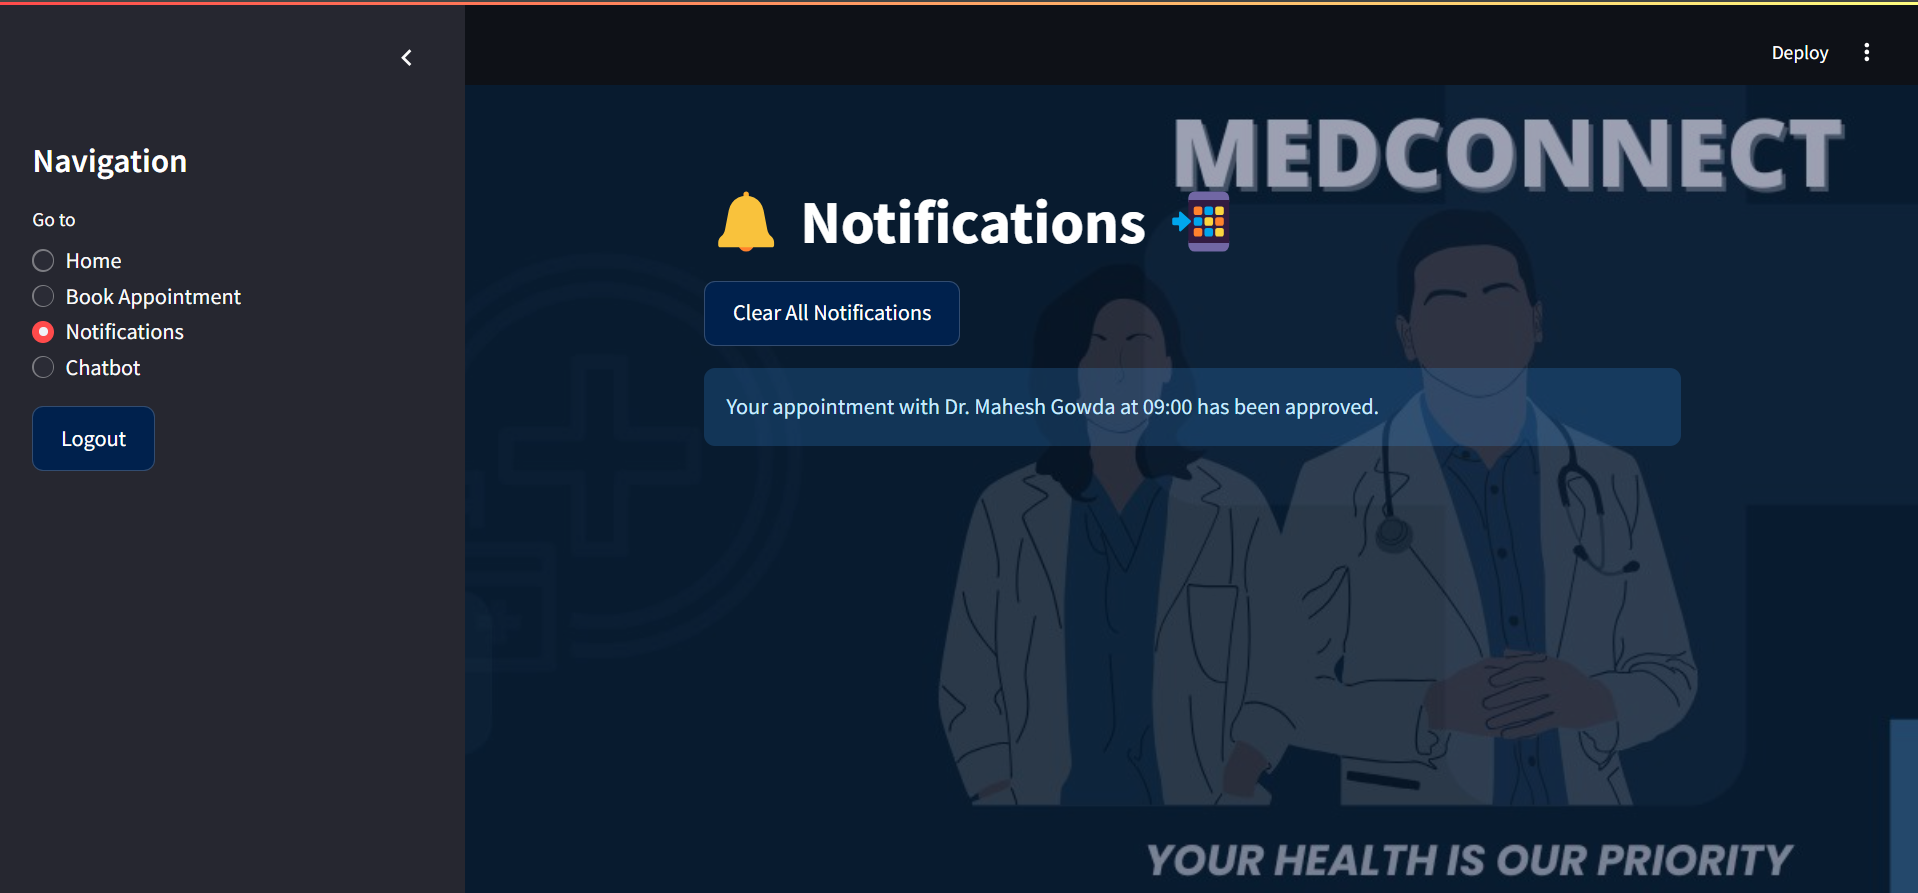 Deploy
Navigation
Go to
Home
Book Appointment
Notifications
Chatbot
Logout
MEDCONNECT
Notifications
Clear All Notifications
Your appointment with Dr. Mahesh Gowda at 09:00 has been approved.
YOUR HEALTH IS OUR PRIORITY